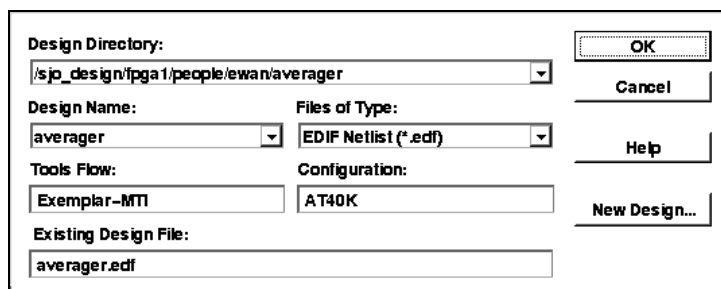 Design Directory:
/sjo_design/fpga1/people/ewan/averager
OK
Cancel
Design Name:
Files of Type:
averager
EDIF Netlist (*.edf)
Help
Tools Flow:
Configuration:
Exemplar-MTI
AT40K
New Design...
Existing Design File:
averager.edf